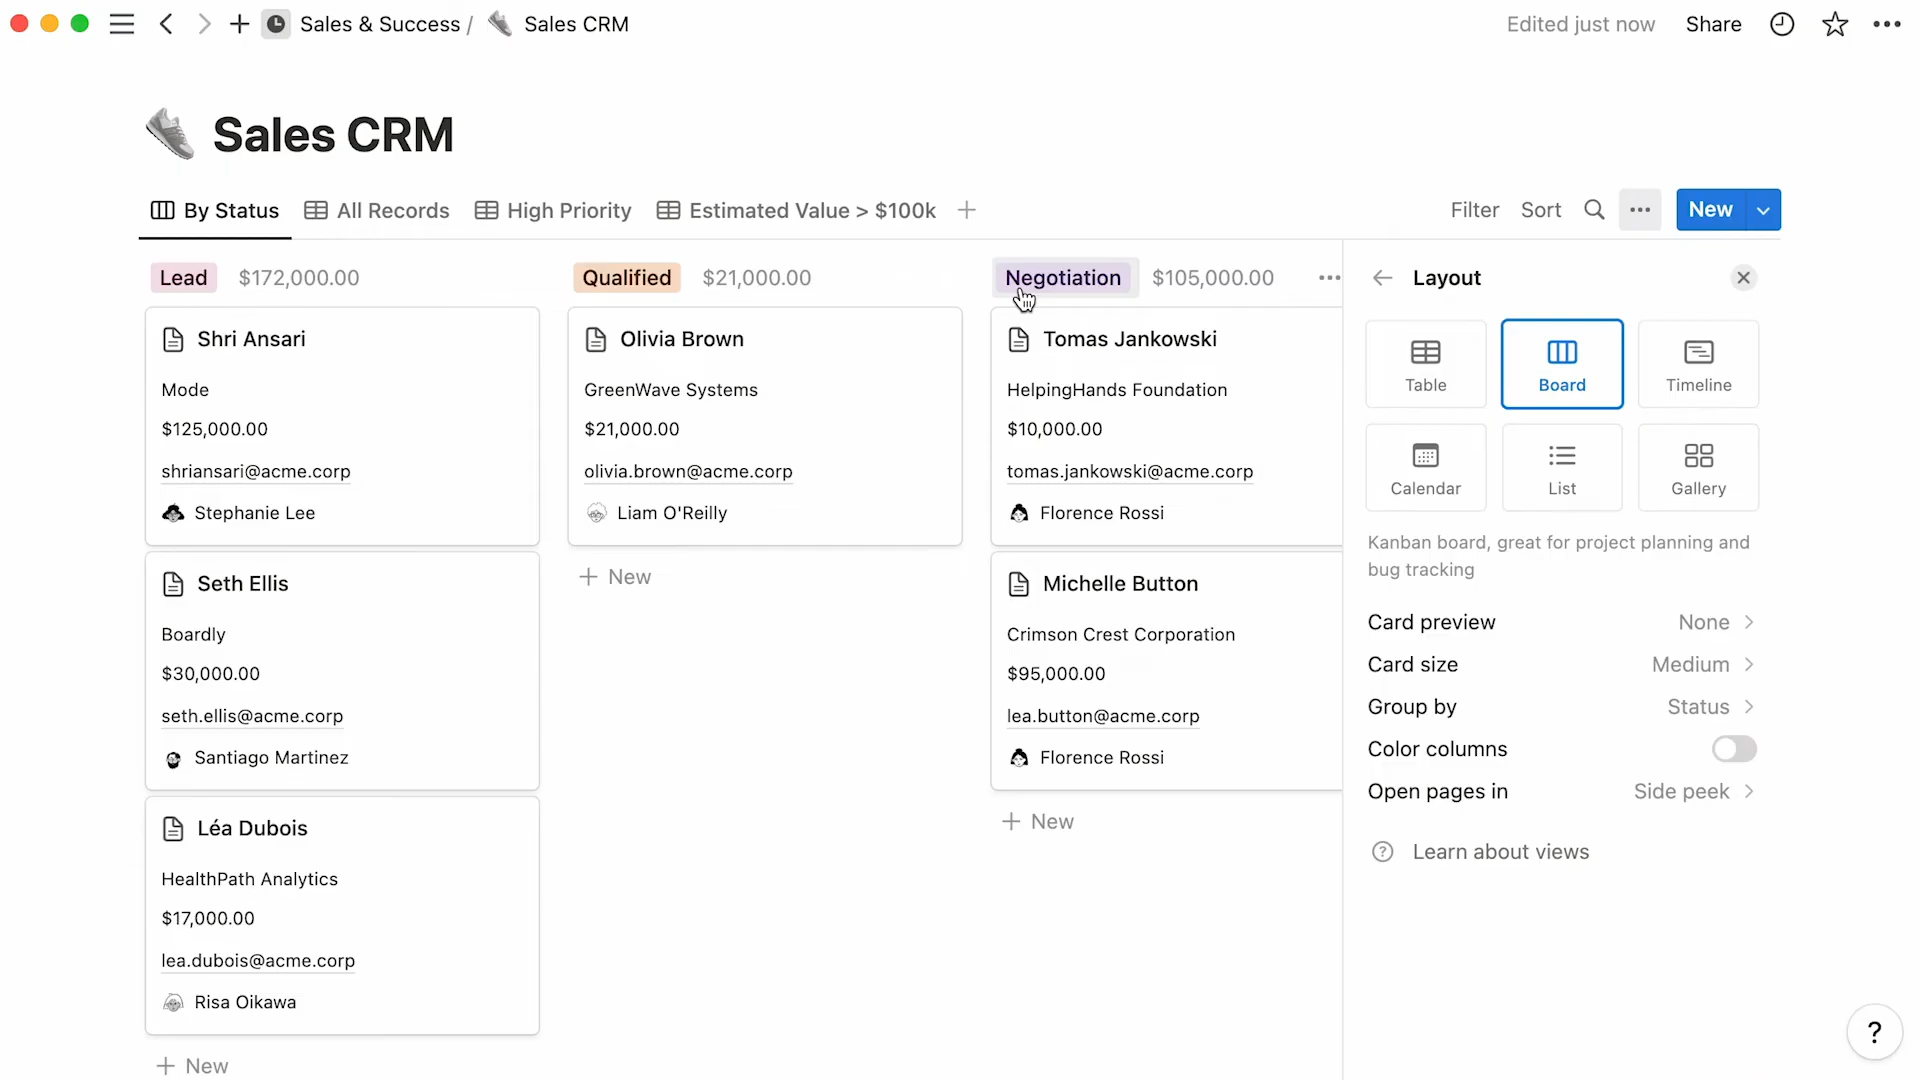 Sales & Success / Sales CRM
Edited just now
Share
Sales CRM
By Status
All Records
High Priority
Estimated Value > $100k
Filter
Sort
New
Lead $172,000.00
Shri Ansari
Mode
$125,000.00
shriansari@acme.corp
Stephanie Lee
Seth Ellis
Boardly
$30,000.00
seth.ellis@acme.corp
Santiago Martinez
Léa Dubois
HealthPath Analytics
$17,000.00
lea.dubois@acme.corp
Risa Oikawa
+ New
Qualified $21,000.00
Olivia Brown
GreenWave Systems
$21,000.00
olivia.brown@acme.corp
Liam O'Reilly
+ New
Negotiation $105,000.00
Tomas Jankowski
HelpingHands Foundation
$10,000.00
tomas.jankowski@acme.corp
Florence Rossi
Michelle Button
Crimson Crest Corporation
$95,000.00
lea.button@acme.corp
Florence Rossi
+ New
Layout
Table
Board
Timeline
Calendar
List
Gallery
Kanban board, great for project planning and
bug tracking
Card preview None
Card size Medium
Group by Status
Color columns
Open pages in Side peek
? Learn about views
?